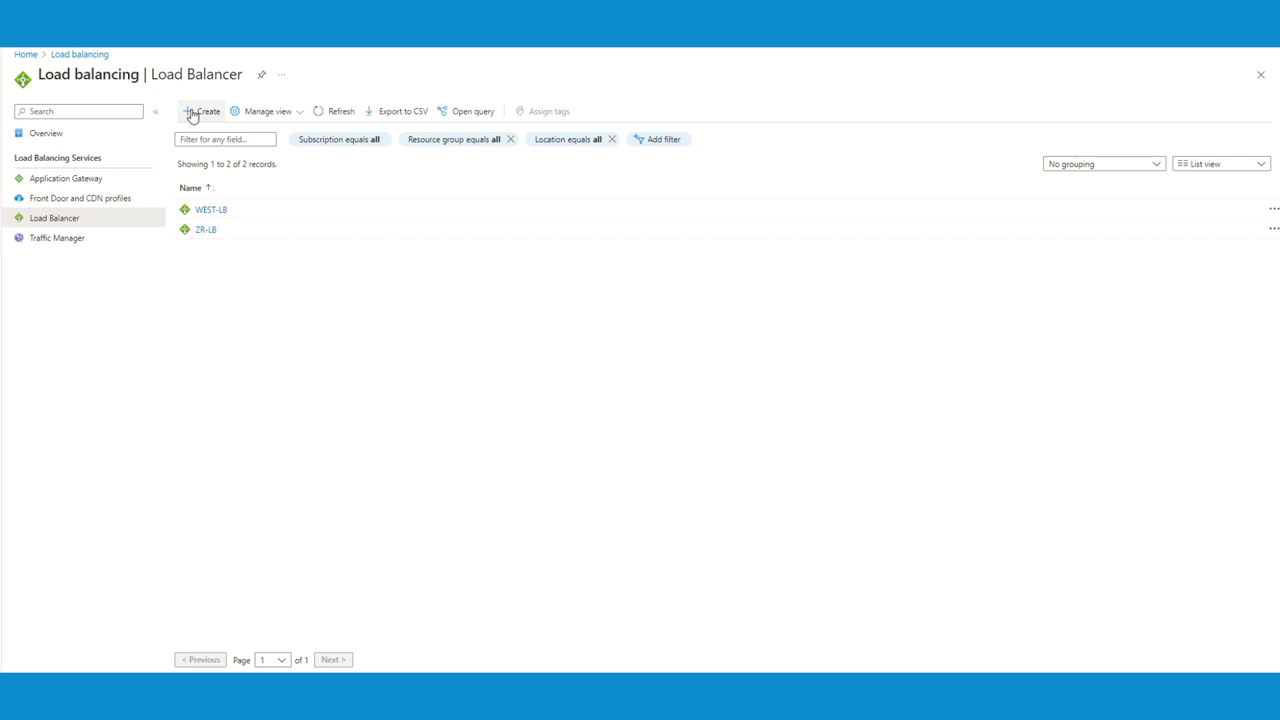 Home > Load balancing
Load balancing | Load Balancer
Search
Overview
Load Balancing Services
Application Gateway
Front Door and CDN profiles
Load Balancer
Traffic Manager
Create Manage view Refresh Export to CSV Open query Assign tags
Filter for any field... Subscription equals all Resource group equals all Location equals all Add filter
Showing 1 to 2 of 2 records. No grouping List view
Name
WEST-LB
ZR-LB
< Previous Page 1 of 1 Next >